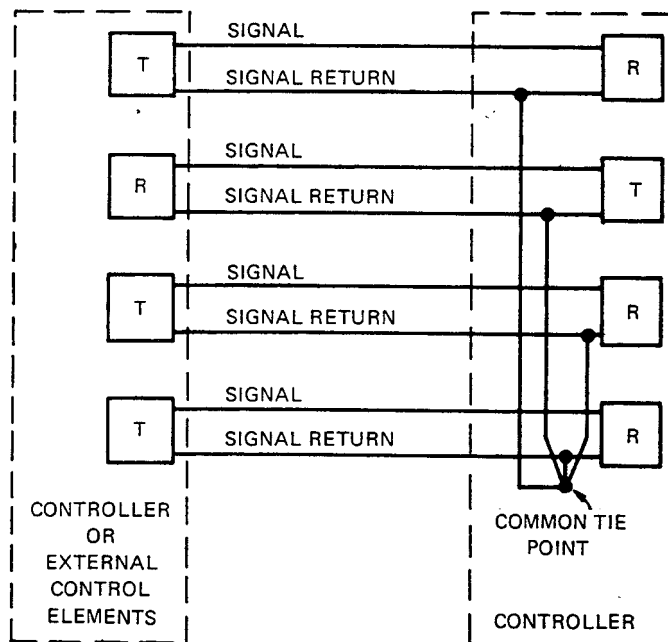 SIGNAL
T
R
SIGNAL RETURN
SIGNAL
R
T
SIGNAL RETURN
SIGNAL
T
R
SIGNAL RETURN
SIGNAL
T
R
SIGNAL RETURN
CONTROLLER
OR
EXTERNAL
CONTROL
ELEMENTS
COMMON TIE
POINT
CONTROLLER